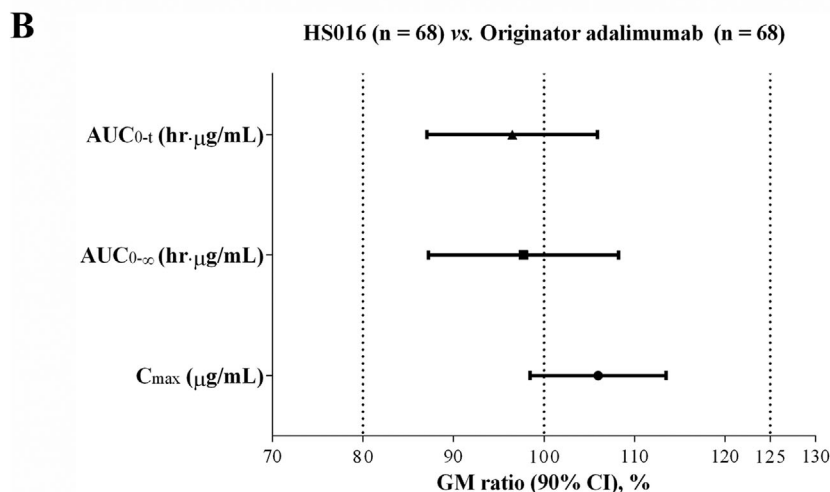 B
HS016 (n = 68) vs. Originator adalimumab (n = 68)
AUC0-t (hr·μg/mL)
AUC0-∞ (hr·μg/mL)
Cmax (μg/mL)
70 80 90 100 110 120 125 130
GM ratio (90% CI), %